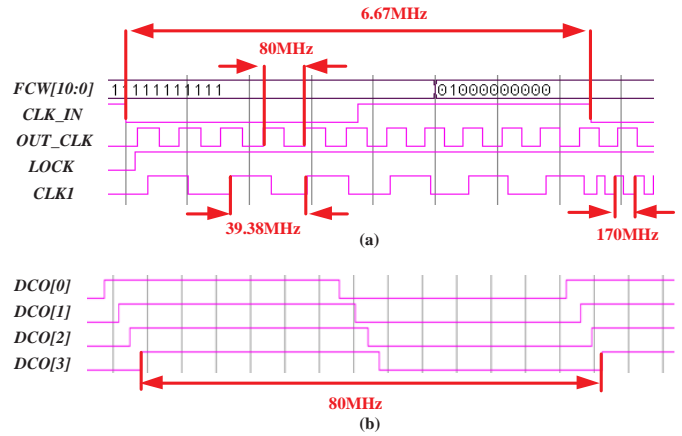 6.67MHz
80MHz
FCW[10:0] 11111111111 01000000000
CLK_IN
OUT_CLK
LOCK
CLK1
39.38MHz
170MHz
(a)
DCO[0]
DCO[1]
DCO[2]
DCO[3]
80MHz
(b)